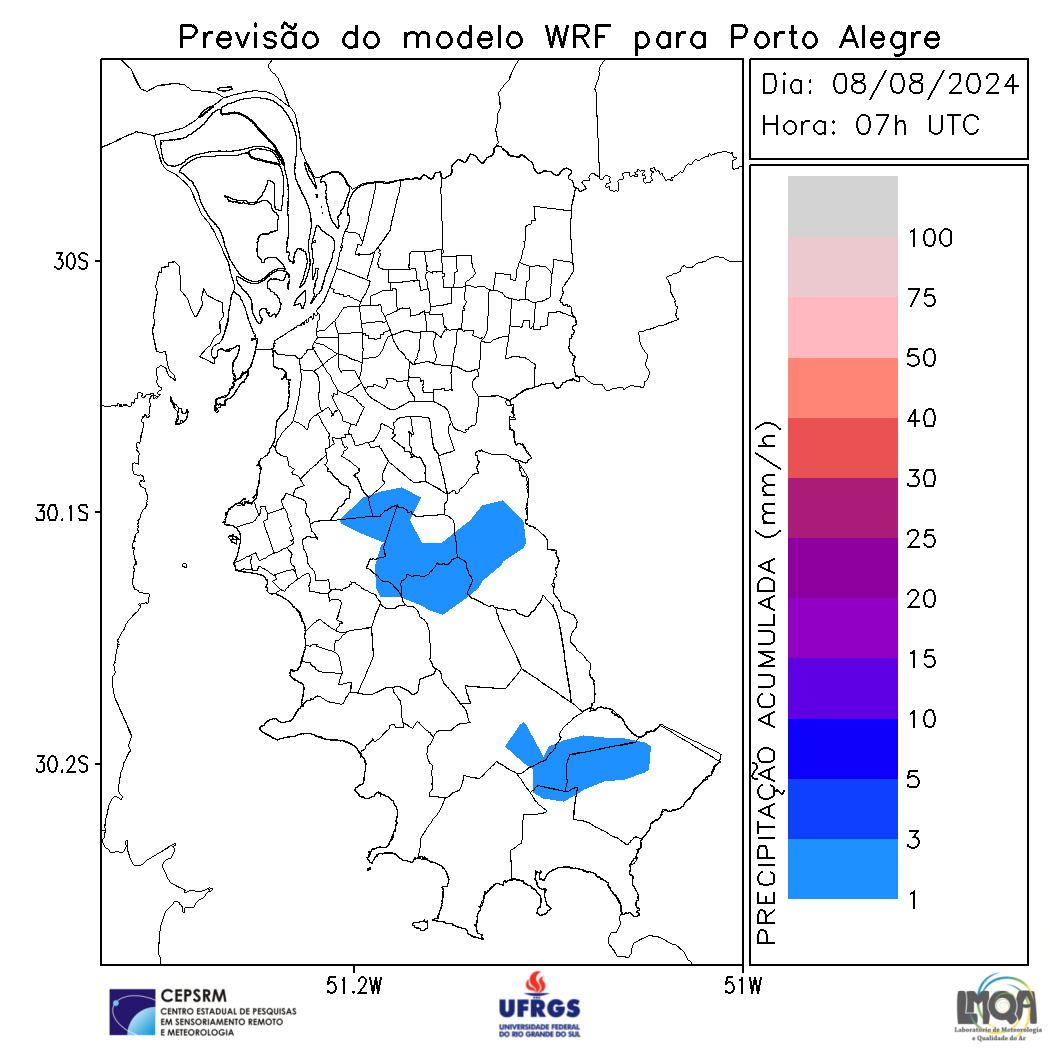 Previsão do modelo WRF para Porto Alegre
Dia: 08/08/2024
Hora: 07h UTC
30S
30.1S
30.2S
51.2W
51W
PRECIPITAÇÃO ACUMULADA (mm/h)
100
75
50
40
30
25
20
15
10
5
3
1
CEPSRM
CENTRO ESTADUAL DE PESQUISAS
EM SENSORIAMENTO REMOTO
E METEOROLOGIA
UFRGS
UNIVERSIDADE FEDERAL
DO RIO GRANDE DO SUL
LMQA
Laboratório de Meteorologia
e Qualidade do Ar